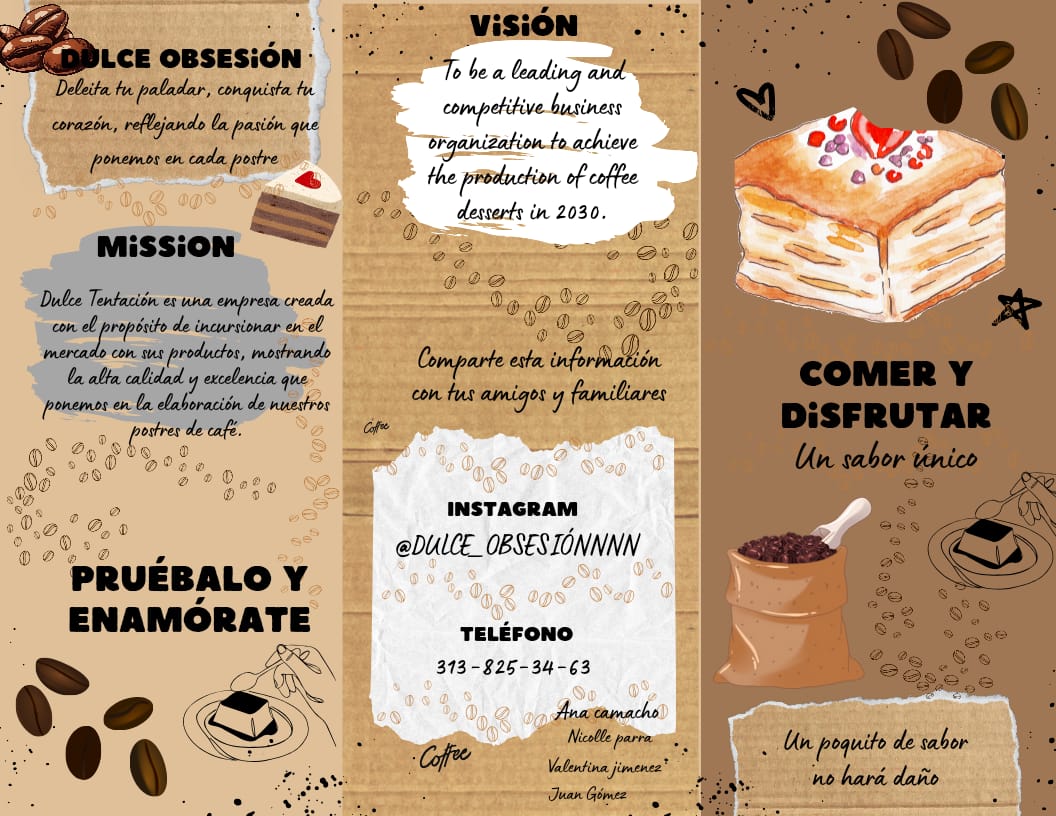 DULCE OBSESiÓN
Deleita tu paladar, conquista tu
corazón, reflejando la pasión que
ponemos en cada postre
MiSSiON
Dulce Tentación es una empresa creada
con el propósito de incursionar en el
mercado con sus productos, mostrando
la alta calidad y excelencia que
ponemos en la elaboración de nuestros
postres de café.
PRUÉBALO Y
ENAMÓRATE
ViSiÓN
To be a leading and
competitive business
organization to achieve
the production of coffee
desserts in 2030.
Comparte esta información
con tus amigos y familiares
Coffee
INSTAGRAM
@DULCE_OBSESIÓNNNN
TELÉFONO
313-825-34-63
Ana camacho
Nicolle parra
Valentina jimenez
Juan Gómez
Coffee
COMER Y
DiSFRUTAR
Un sabor único
Un poquito de sabor
no hará daño